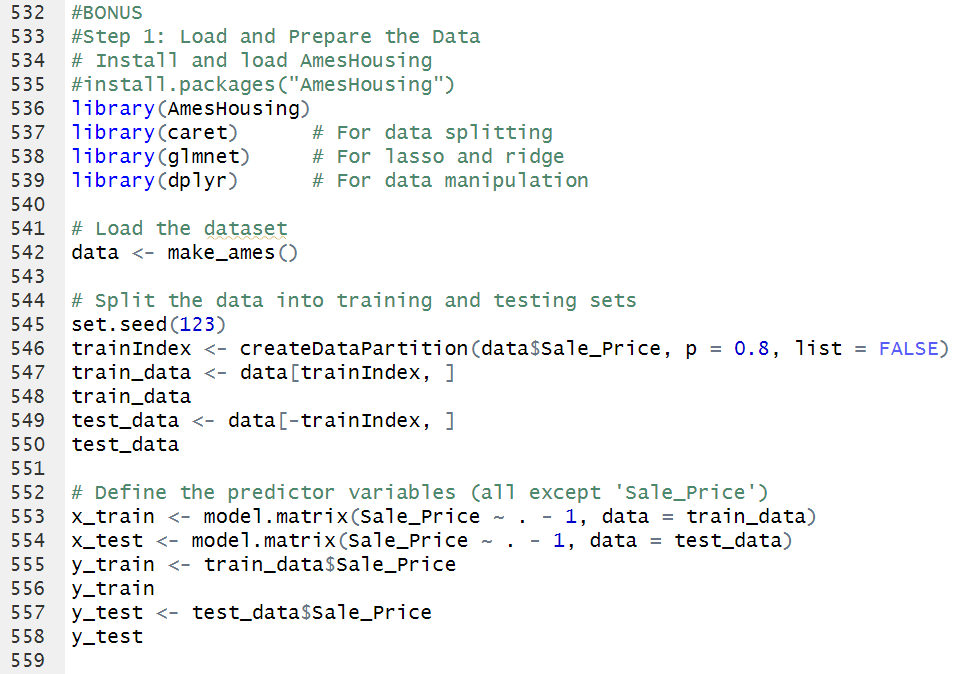 532 #BONUS
533 #Step 1: Load and Prepare the Data
534 # Install and load AmesHousing
535 #install.packages("AmesHousing")
536 library(AmesHousing)
537 library(caret)      # For data splitting
538 library(glmnet)     # For lasso and ridge
539 library(dplyr)      # For data manipulation
540
541 # Load the dataset
542 data <- make_ames()
543
544 # Split the data into training and testing sets
545 set.seed(123)
546 trainIndex <- createDataPartition(data$Sale_Price, p = 0.8, list = FALSE)
547 train_data <- data[trainIndex, ]
548 train_data
549 test_data <- data[-trainIndex, ]
550 test_data
551
552 # Define the predictor variables (all except 'Sale_Price')
553 x_train <- model.matrix(Sale_Price ~ . - 1, data = train_data)
554 x_test <- model.matrix(Sale_Price ~ . - 1, data = test_data)
555 y_train <- train_data$Sale_Price
556 y_train
557 y_test <- test_data$Sale_Price
558 y_test
559